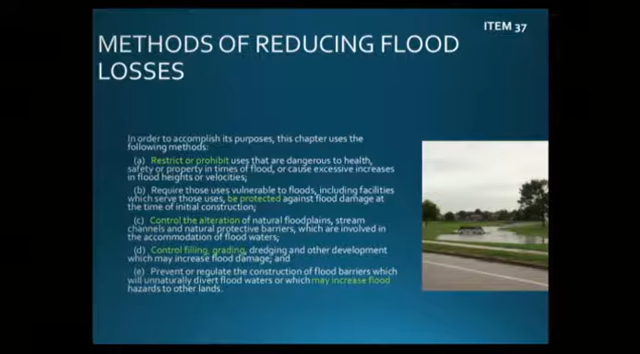 ITEM 37
METHODS OF REDUCING FLOOD
LOSSES
In order to accomplish its purposes, this chapter uses the
following methods:
(a) Restrict or prohibit uses that are dangerous to health,
safety or property in times of flood, or cause excessive increases
in flood heights or velocities;
(b) Require those uses vulnerable to floods, including facilities
which serve those uses, be protected against flood damage at
the time of initial construction;
(c) Control the alteration of natural floodplains, stream
channels and natural protective barriers, which are involved in
the accommodation of flood waters;
(d) Control filling, grading, dredging and other development
which may increase flood damage; and
(e) Prevent or regulate the construction of flood barriers which
will unnaturally divert flood waters or which may increase flood
hazards to other lands.